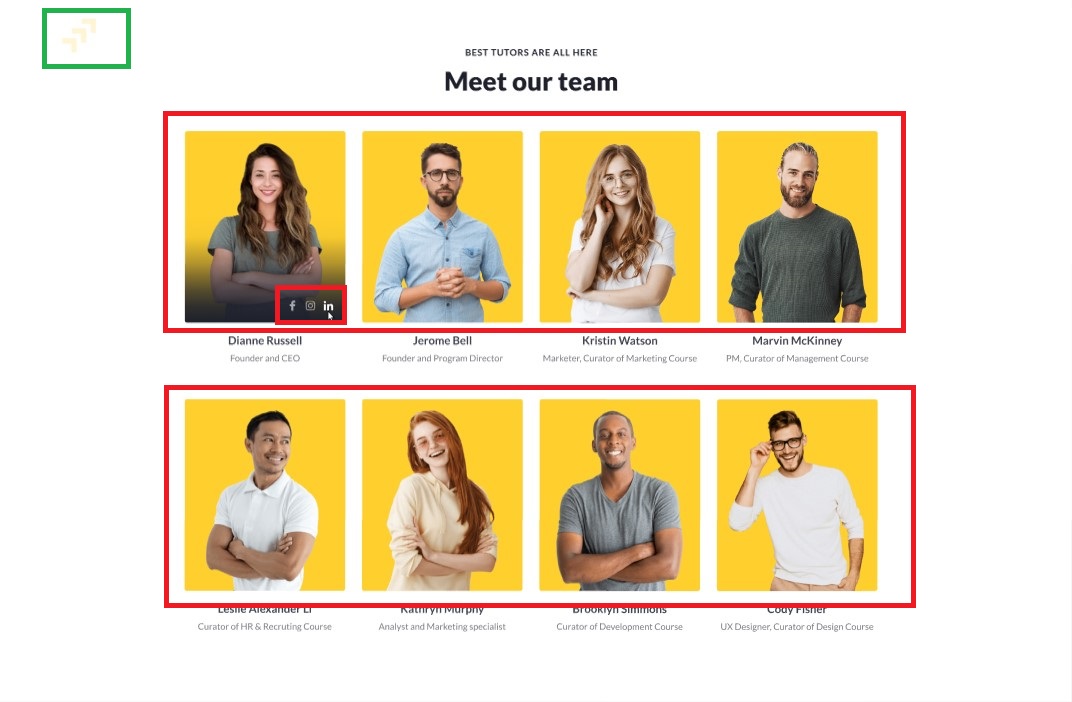 BEST TUTORS ARE ALL HERE
Meet our team
f in
Dianne Russell
Jerome Bell
Kristin Watson
Marvin McKinney
Founder and CEO
Founder and Program Director
Marketer, Curator of Marketing Course
PM, Curator of Management Course
Leslie Alexander Li
Kathryn Murphy
Brooklyn Simmons
Cody Fisher
Curator of HR & Recruting Course
Analyst and Marketing specialist
Curator of Development Course
UX Designer, Curator of Design Course